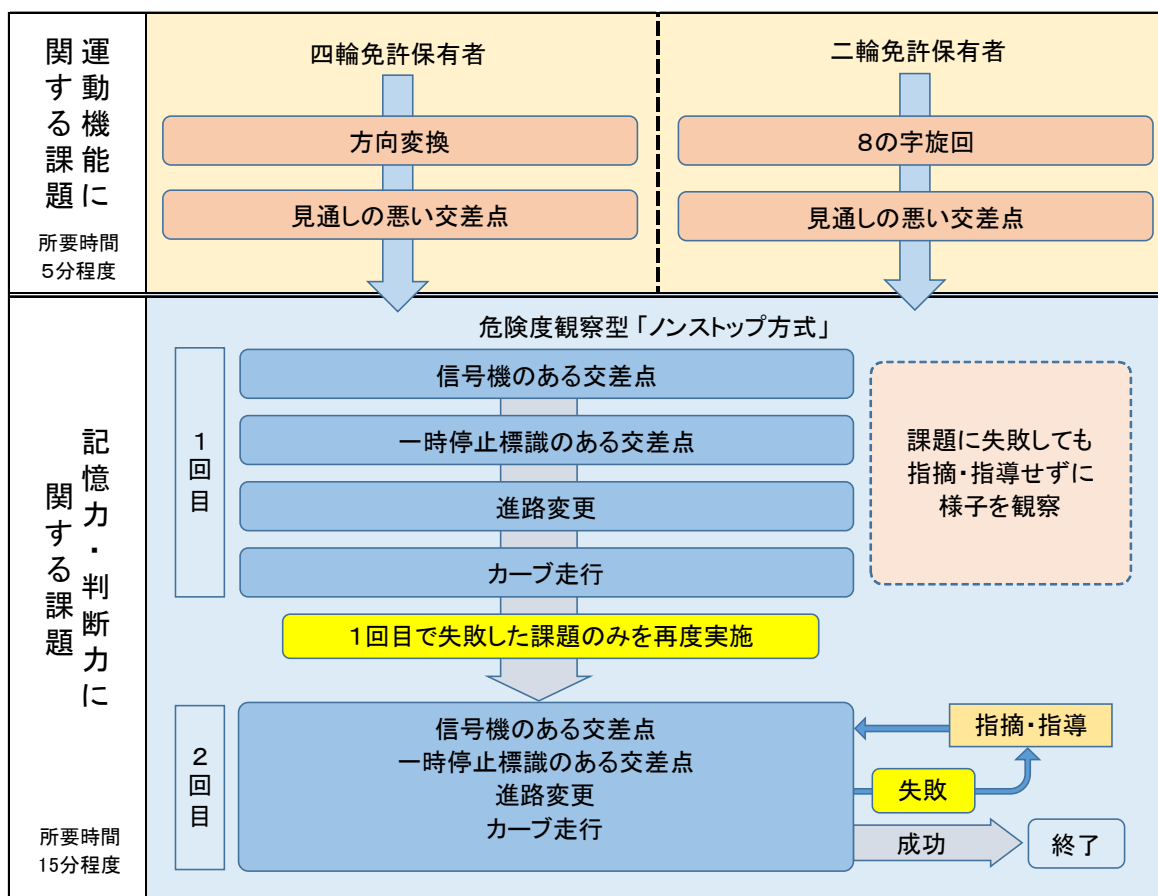 運動機能に
関する課題
所要時間
５分程度
四輪免許保有者
方向変換
見通しの悪い交差点
二輪免許保有者
８の字旋回
見通しの悪い交差点
記憶力・判断力に
関する課題
所要時間
15分程度
危険度観察型「ノンストップ方式」
１回目
信号機のある交差点
一時停止標識のある交差点
進路変更
カーブ走行
課題に失敗しても
指摘・指導せずに
様子を観察
１回目で失敗した課題のみを再度実施
２回目
信号機のある交差点
一時停止標識のある交差点
進路変更
カーブ走行
指摘・指導
失敗
成功
終了